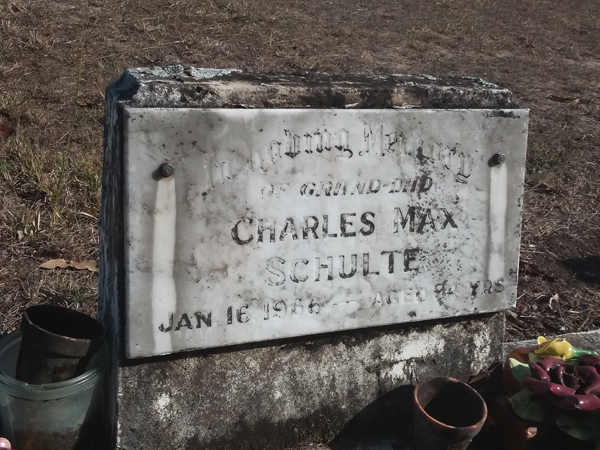 In Loving Memory
OF GRAND-DAD
CHARLES MAX
SCHULTE
JAN 16 1966 — AGED YRS